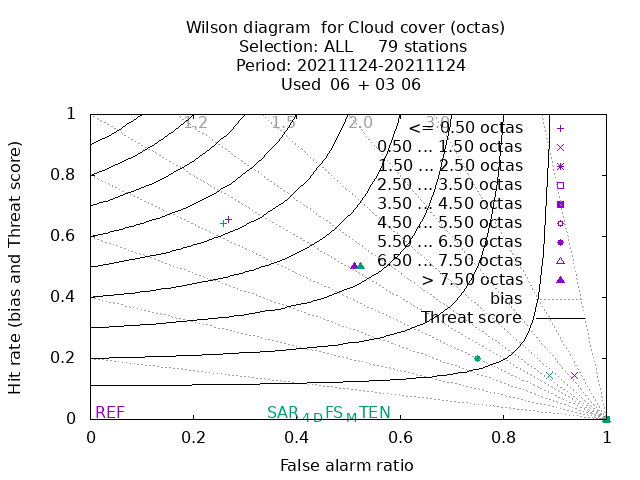 Wilson diagram for Cloud cover (octas)
Selection: ALL 79 stations
Period: 20211124-20211124
Used 06 + 03 06
1.2 1.5 2.0 3.0
<= 0.50 octas
0.50 ... 1.50 octas
1.50 ... 2.50 octas
2.50 ... 3.50 octas
3.50 ... 4.50 octas
4.50 ... 5.50 octas
5.50 ... 6.50 octas
6.50 ... 7.50 octas
> 7.50 octas
bias
Threat score
Hit rate (bias and Threat score)
1
0.8
0.6
0.4
0.2
0
REF SAR4DFSMTEN
0 0.2 0.4 0.6 0.8 1
False alarm ratio